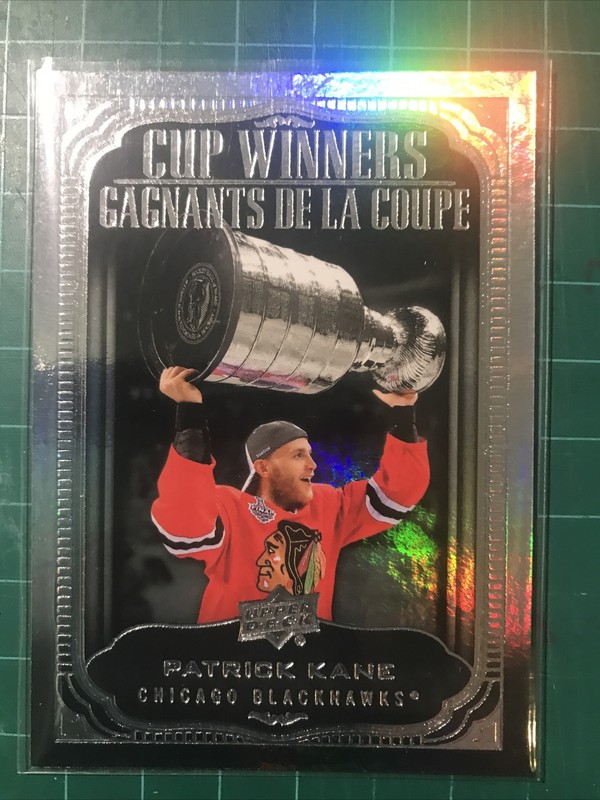 CUP WINNERS
GAGNANTS DE LA COUPE
UPPER
DECK
PATRICK KANE
CHICAGO BLACKHAWKS®